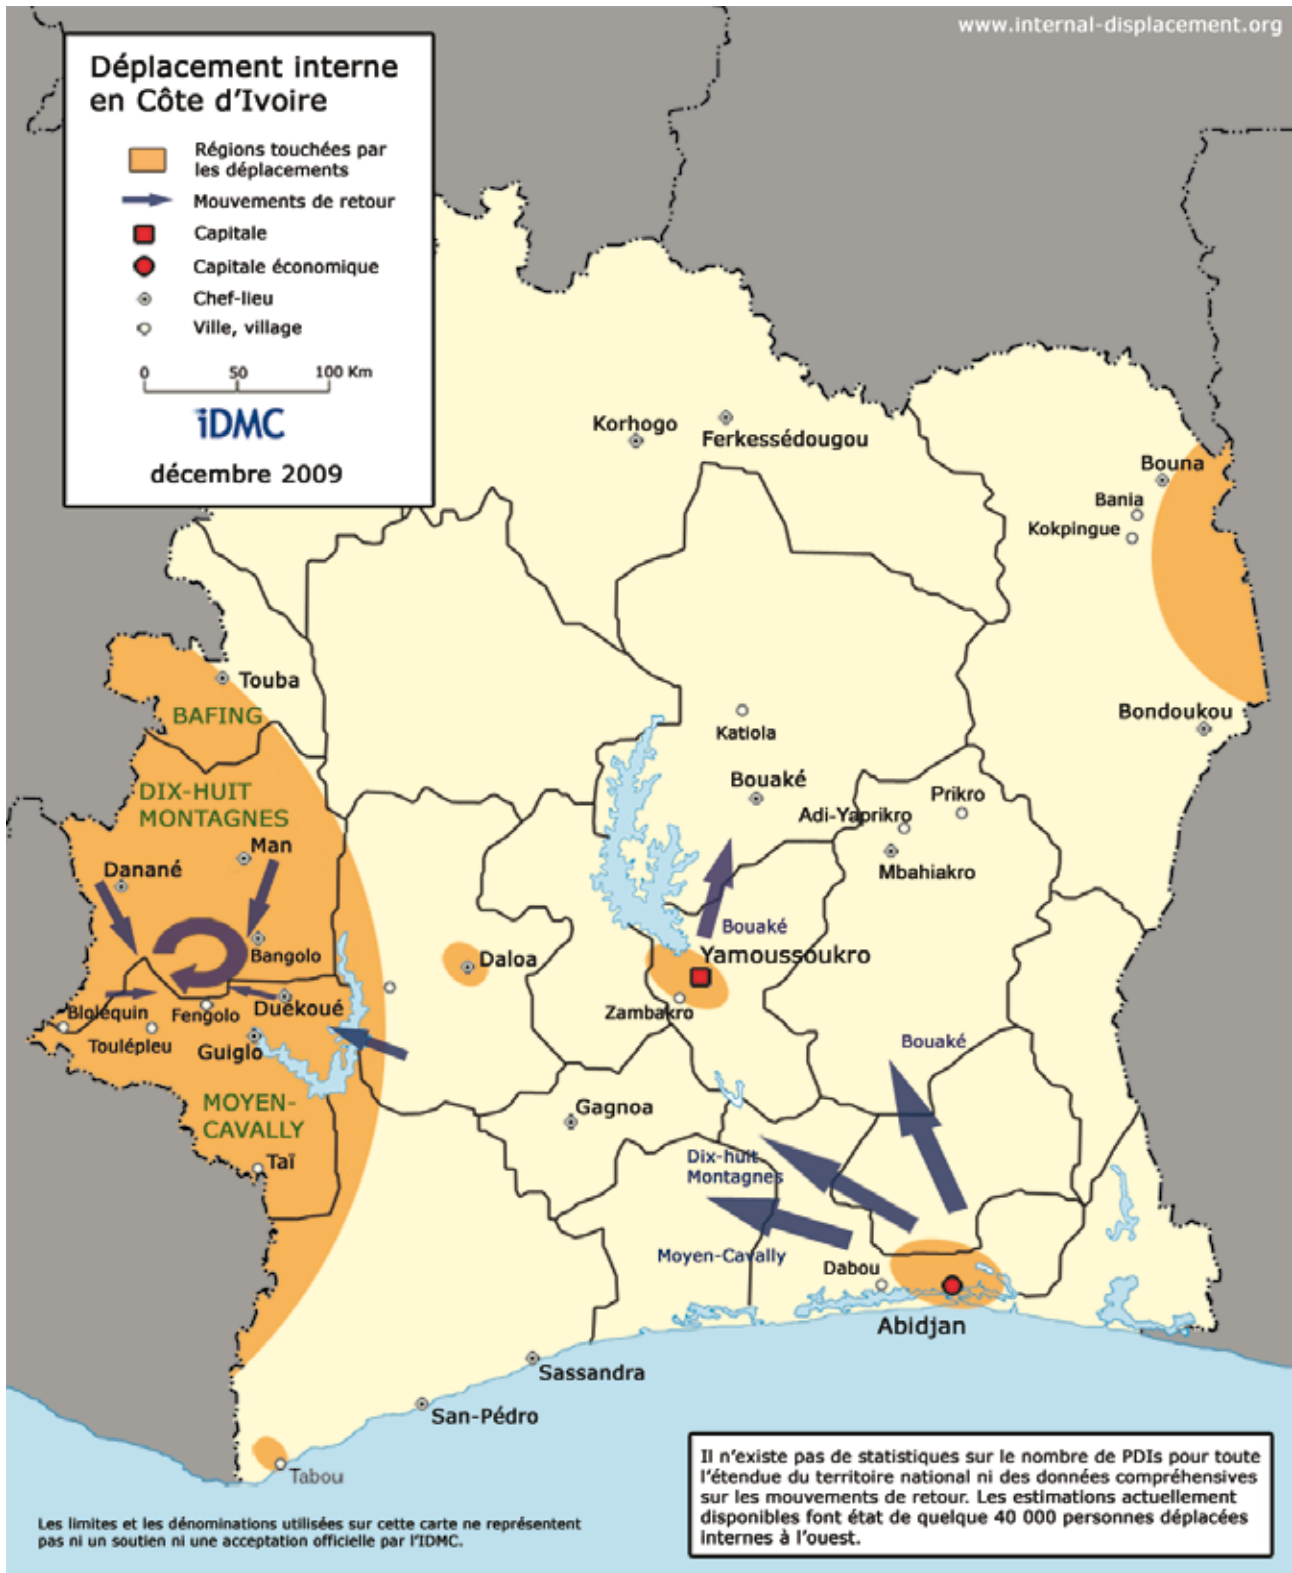 www.internal-displacement.org
Déplacement interne
en Côte d'Ivoire
Régions touchées par
les déplacements
Mouvements de retour
Capitale
Capitale économique
Chef-lieu
Ville, village
0 50 100 Km
iDMC
décembre 2009
Korhogo
Ferkessédougou
Bouna
Bania
Kokpingue
Touba
BAFING
Bondoukou
Katiola
DIX-HUIT
MONTAGNES
Bouaké
Prikro
Adi-Yaprikro
Man
Danané
Mbahiakro
Bouaké
Bangolo
Daloa
Yamoussoukro
Zambakro
Bloléquin
Fengolo
Duékoué
Toulépleu
Guiglo
Bouaké
MOYEN-
CAVALLY
Gagnoa
Taï
Dix-huit
Montagnes
Moyen-Cavally
Dabou
Abidjan
Sassandra
San-Pédro
Tabou
Il n'existe pas de statistiques sur le nombre de PDIs pour toute
l'étendue du territoire national ni des données compréhensives
sur les mouvements de retour. Les estimations actuellement
disponibles font état de quelque 40 000 personnes déplacées
internes à l'ouest.
Les limites et les dénominations utilisées sur cette carte ne représentent
pas ni un soutien ni une acceptation officielle par l'IDMC.